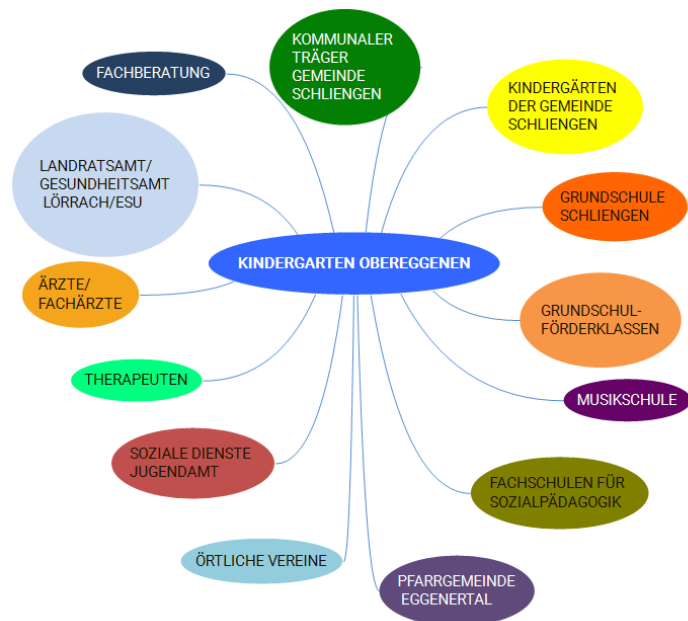 KOMMUNALER
TRÄGER
GEMEINDE
SCHLIENGEN
FACHBERATUNG
KINDERGÄRTEN
DER GEMEINDE
SCHLIENGEN
LANDRATSAMT/
GESUNDHEITSAMT
LÖRRACH/ESU
GRUNDSCHULE
SCHLIENGEN
KINDERGARTEN OBEREGGENEN
ÄRZTE/
FACHÄRZTE
GRUNDSCHUL-
FÖRDERKLASSEN
THERAPEUTEN
MUSIKSCHULE
SOZIALE DIENSTE
JUGENDAMT
FACHSCHULEN FÜR
SOZIALPÄDAGOGIK
ÖRTLICHE VEREINE
PFARRGEMEINDE
EGGENERTAL